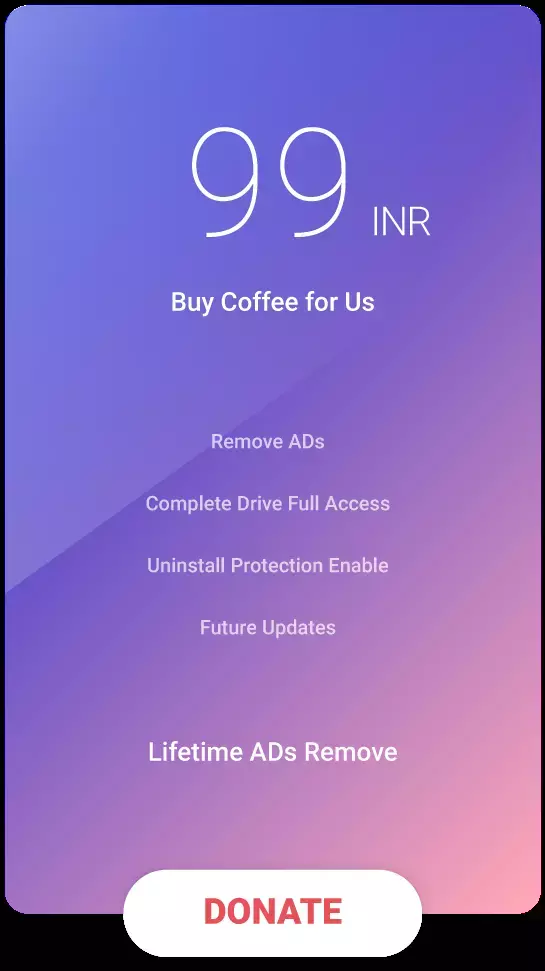 99 INR
Buy Coffee for Us
Remove ADs
Complete Drive Full Access
Uninstall Protection Enable
Future Updates
Lifetime ADs Remove
DONATE